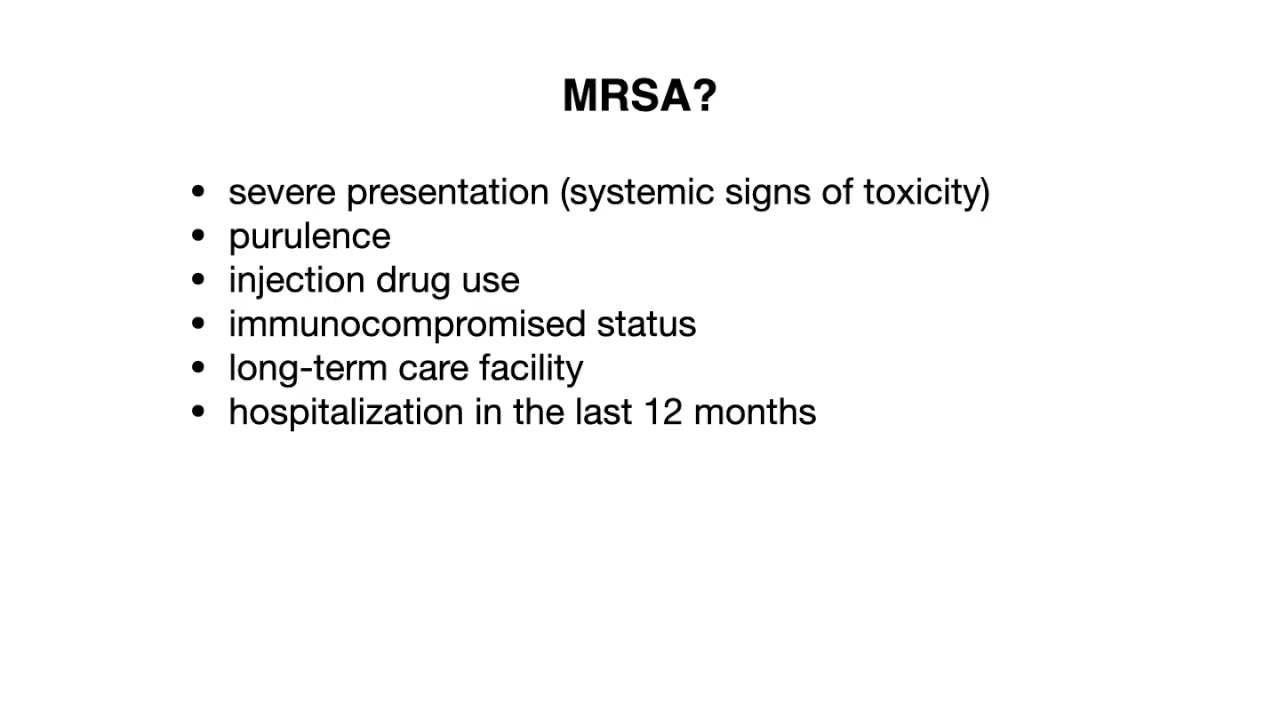 MRSA?
• severe presentation (systemic signs of toxicity)
• purulence
• injection drug use
• immunocompromised status
• long-term care facility
• hospitalization in the last 12 months